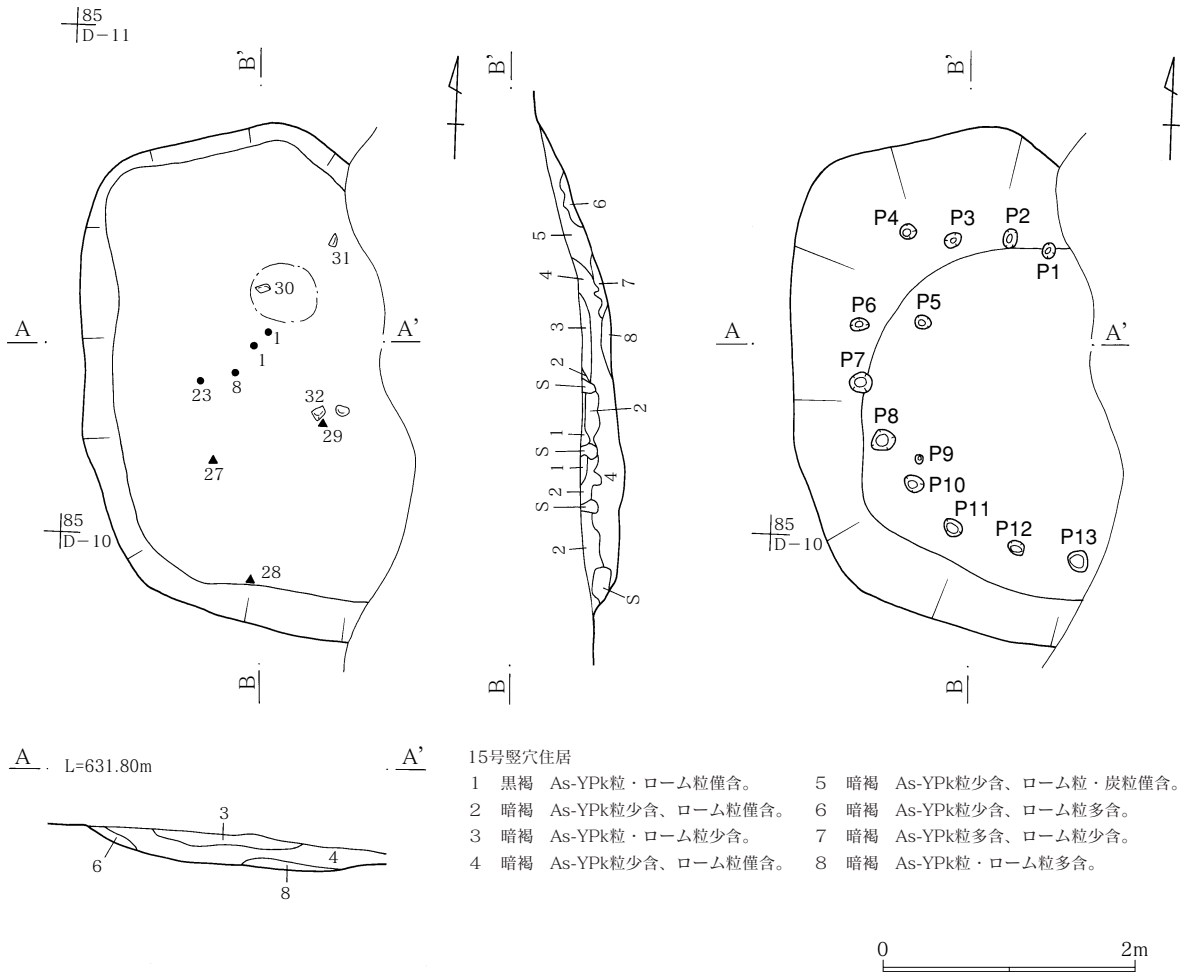 85
D-11
B'
B'
B'
31
30
A
A'
1
1
8
23
32
29
27
85
D-10
28
B
6
5
4
7
3
8
2
S
2
1
S
1
4
2
S
2
S
B
P4
P3
P2
P1
P6
P5
A
A'
P7
P8
P9
P10
P11
85
D-10
P12
P13
B
A
L=631.80m
A'
3
4
6
8
15号竪穴住居
1 黒褐 As-YPk粒・ローム粒僅含。
2 暗褐 As-YPk粒少含、ローム粒僅含。
3 暗褐 As-YPk粒・ローム粒少含。
4 暗褐 As-YPk粒少含、ローム粒僅含。
5 暗褐 As-YPk粒少含、ローム粒・炭粒僅含。
6 暗褐 As-YPk粒少含、ローム粒多含。
7 暗褐 As-YPk粒多含、ローム粒少含。
8 暗褐 As-YPk粒・ローム粒多含。
0
2m